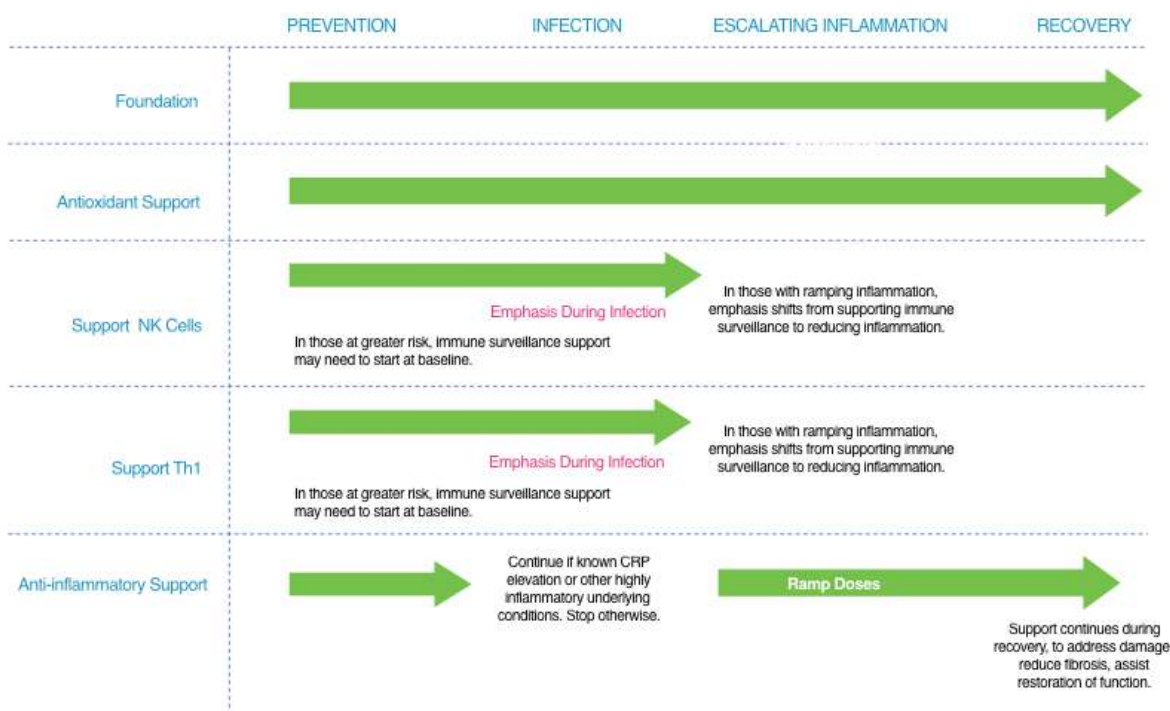 PREVENTION INFECTION ESCALATING INFLAMMATION RECOVERY
Foundation
Antioxidant Support
Support NK Cells
Emphasis During Infection
In those at greater risk, immune surveillance support
may need to start at baseline.
In those with ramping inflammation,
emphasis shifts from supporting immune
surveillance to reducing inflammation.
Support Th1
Emphasis During Infection
In those at greater risk, immune surveillance support
may need to start at baseline.
In those with ramping inflammation,
emphasis shifts from supporting immune
surveillance to reducing inflammation.
Anti-inflammatory Support
Continue if known CRP
elevation or other highly
inflammatory underlying
conditions. Stop otherwise.
Ramp Doses
Support continues during
recovery, to address damage
reduce fibrosis, assist
restoration of function.